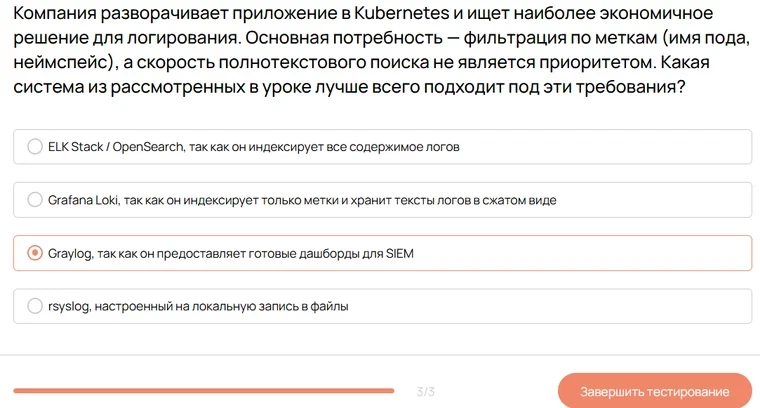 Компания разворачивает приложение в Kubernetes и ищет наиболее экономичное
решение для логирования. Основная потребность — фильтрация по меткам (имя пода,
неймспейс), а скорость полнотекстового поиска не является приоритетом. Какая
система из рассмотренных в уроке лучше всего подходит под эти требования?
ELK Stack / OpenSearch, так как он индексирует все содержимое логов
Grafana Loki, так как он индексирует только метки и хранит тексты логов в сжатом виде
Graylog, так как он предоставляет готовые дашборды для SIEM
rsyslog, настроенный на локальную запись в файлы
3/3
Завершить тестирование